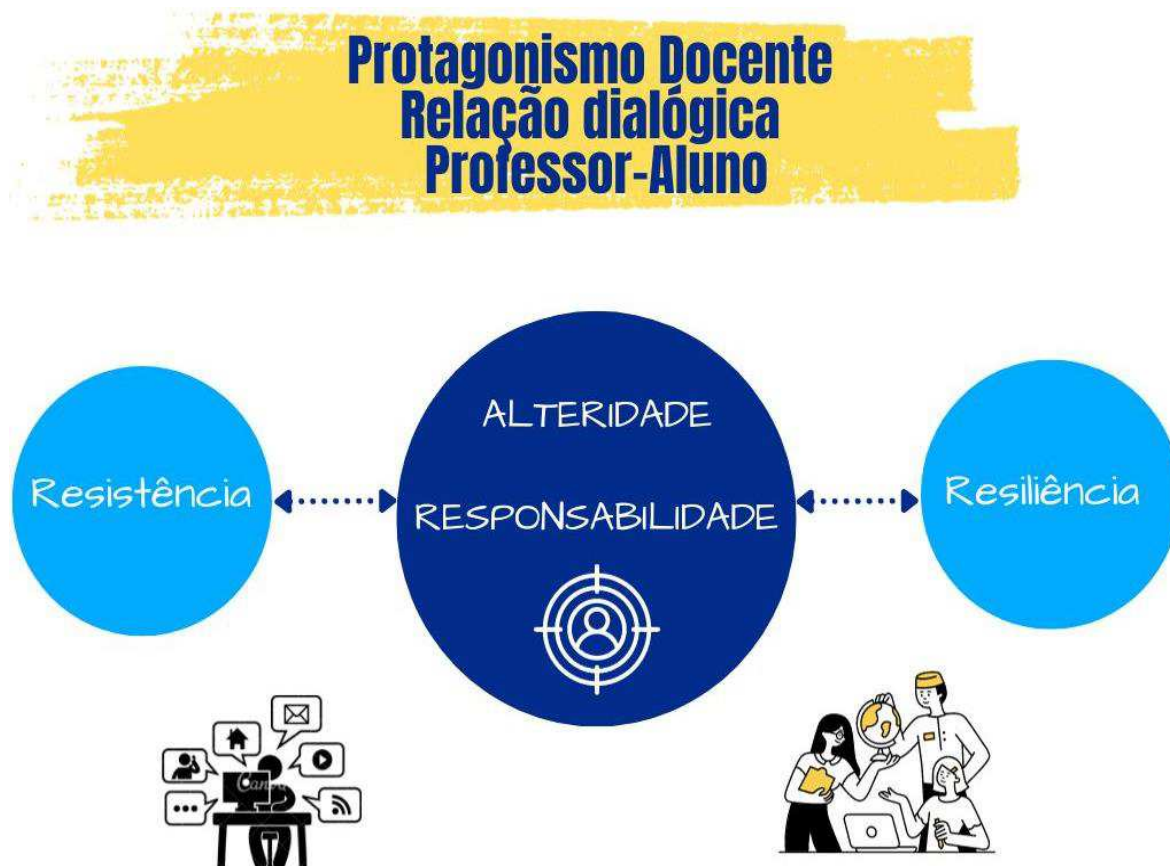 Protagonismo Docente
Relação dialógica
Professor-Aluno
ALTERIDADE
Resistência
RESPONSABILIDADE
Resiliência